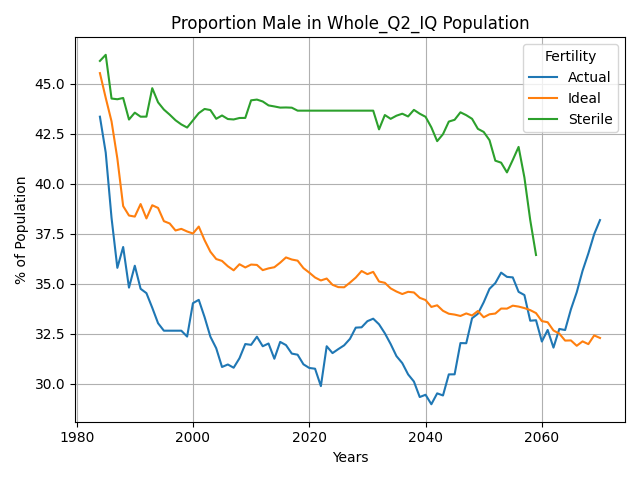 Proportion Male in Whole_Q2_IQ Population
Fertility
Actual
Ideal
Sterile
% of Population
45.0
42.5
40.0
37.5
35.0
32.5
30.0
1980
2000
2020
2040
2060
Years